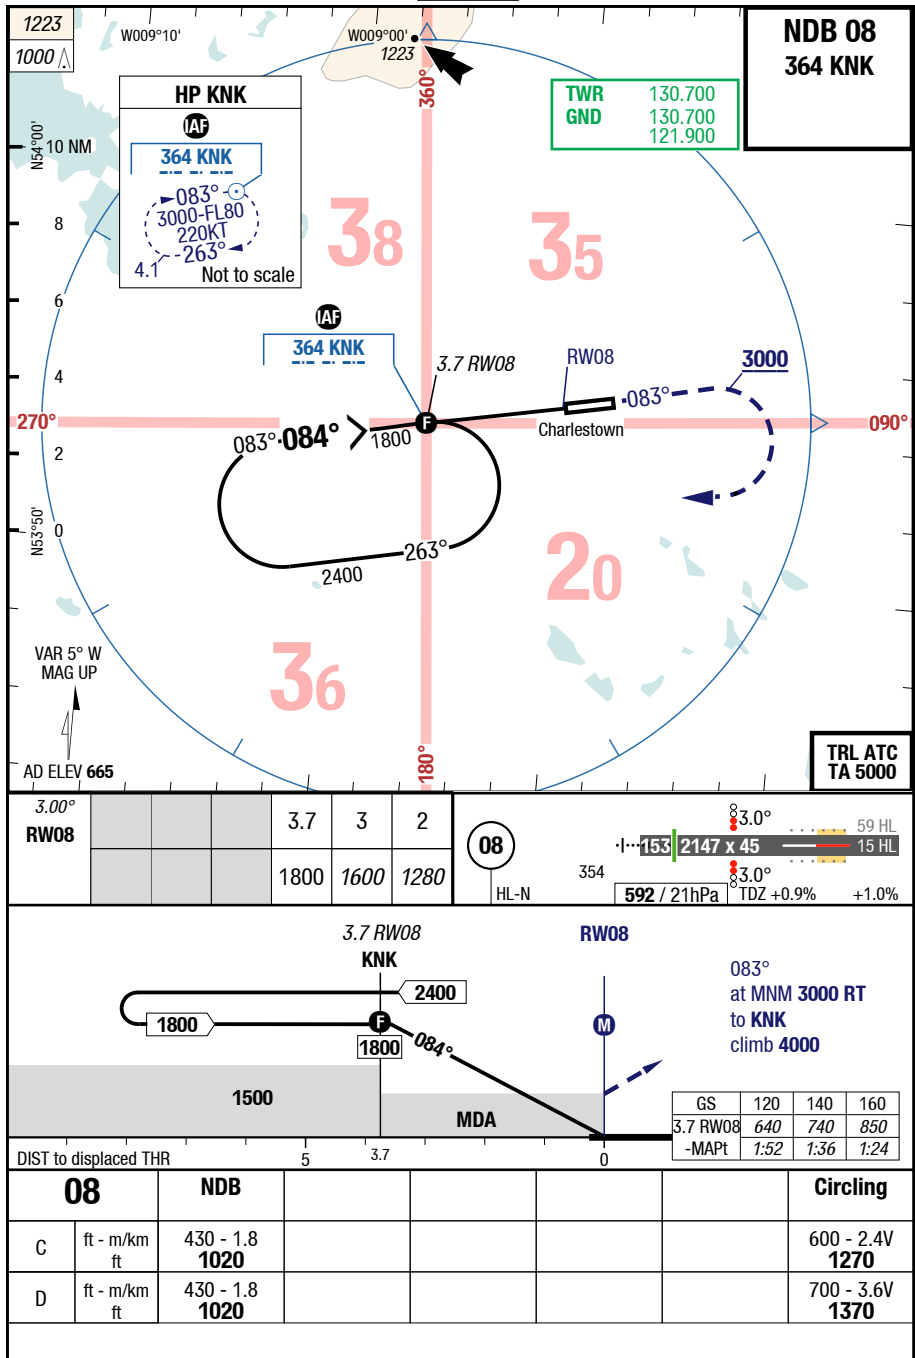 1223
1000
W009°10'
W009°00'
1223
NDB 08
364 KNK
360°
TWR 130.700
GND 130.700
121.900
HP KNK
IAF
364 KNK
083°
3000-FL80
220KT
263°
4.1
Not to scale
N54°00'
10 NM
8
6
4
2
0
N53°50'
38
35
IAF
364 KNK
3.7 RW08
RW08
3000
083°
270°
090°
083°
084°
1800
F
Charlestown
263°
2400
20
36
180°
VAR 5° W
MAG UP
AD ELEV 665
TRL ATC
TA 5000
3.00°
RW08
3.7 3 2
1800 1600 1280
08
HL-N
354
3.0°
59 HL
153 2147 x 45
15 HL
3.0°
592 / 21hPa
TDZ +0.9%
+1.0%
3.7 RW08
KNK
RW08
2400
1800
F
1800
084°
M
083°
at MNM 3000 RT
to KNK
climb 4000
1500
MDA
GS 120 140 160
3.7 RW08 640 740 850
-MAPt 1:52 1:36 1:24
DIST to displaced THR
5
3.7
0
08 NDB Circling
C ft - m/km 430 - 1.8 600 - 2.4V
ft 1020 1270
D ft - m/km 430 - 1.8 700 - 3.6V
ft 1020 1370